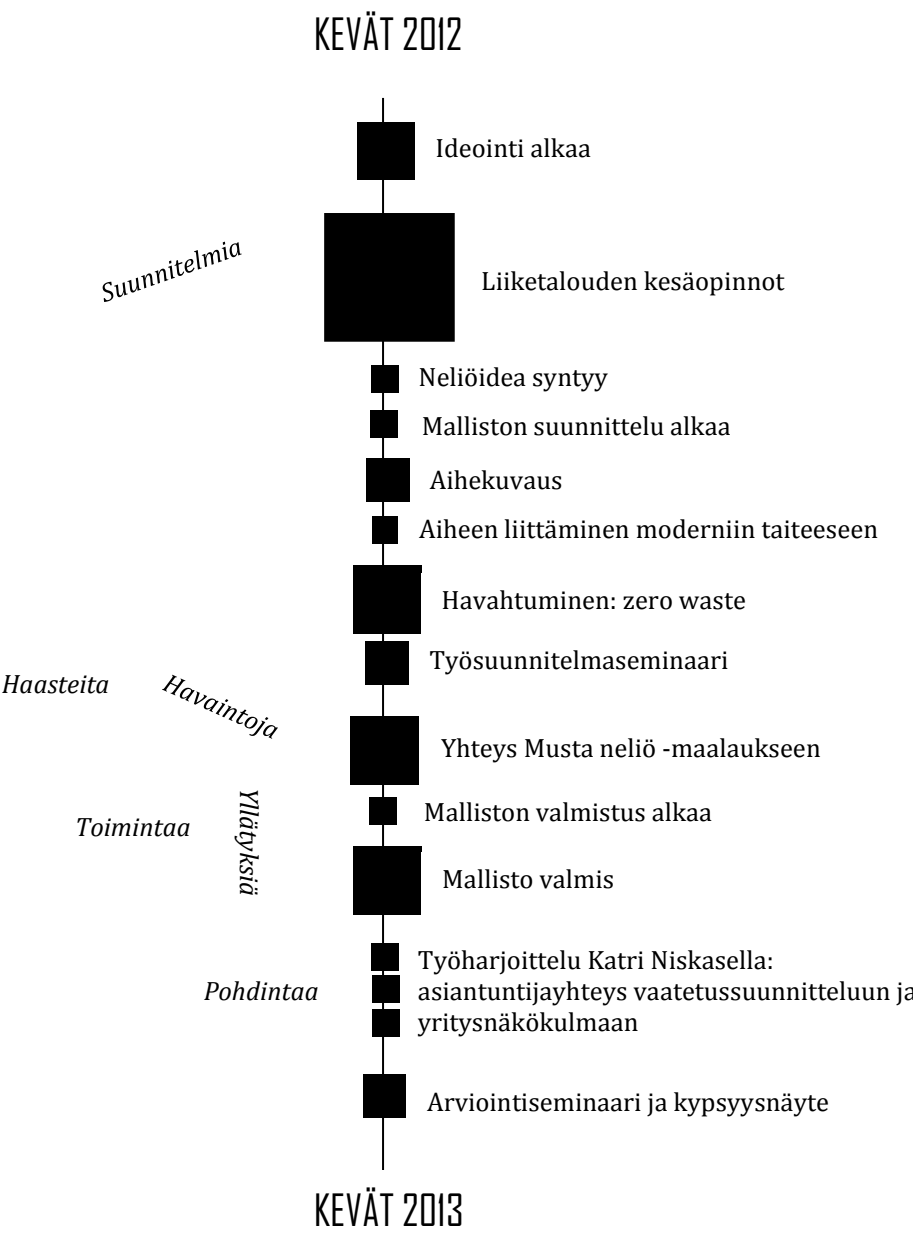 KEVÄT 2012
Ideointi alkaa
Suunnitelmia
Liiketalouden kesäopinnot
Neliöidea syntyy
Malliston suunnittelu alkaa
Aihekuvaus
Aiheen liittäminen moderniin taiteeseen
Havahtuminen: zero waste
Työsuunnitelmaseminaari
Haasteita
Havaintoja
Yhteys Musta neliö -maalaukseen
Yllätyksiä
Malliston valmistus alkaa
Toimintaa
Mallisto valmis
Työharjoittelu Katri Niskasella:
Pohdintaa
asiantuntijayhteys vaatetussuunnitteluun ja
yritysnäkökulmaan
Arviointiseminaari ja kypsyysnäyte
KEVÄT 2013